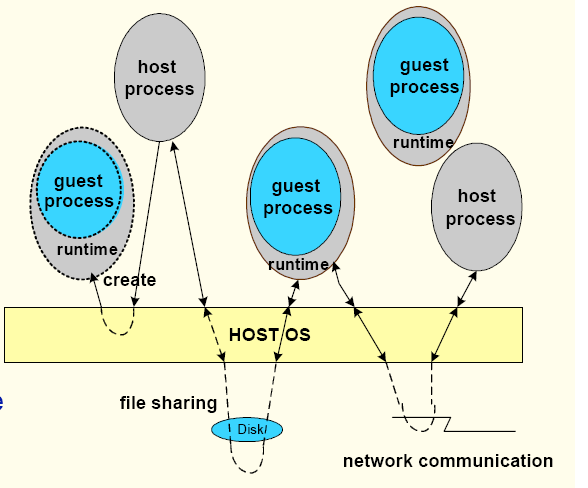 host
process
guest
process
runtime
guest
process
runtime
guest
process
runtime
host
process
create
HOST OS
e
file sharing
Disk
network communication